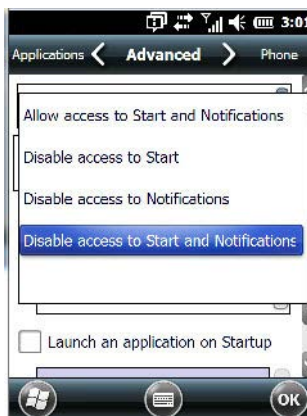 3:01
Applications Advanced Phone
Allow access to Start and Notifications
Disable access to Start
Disable access to Notifications
Disable access to Start and Notifications
Launch an application on Startup
OK